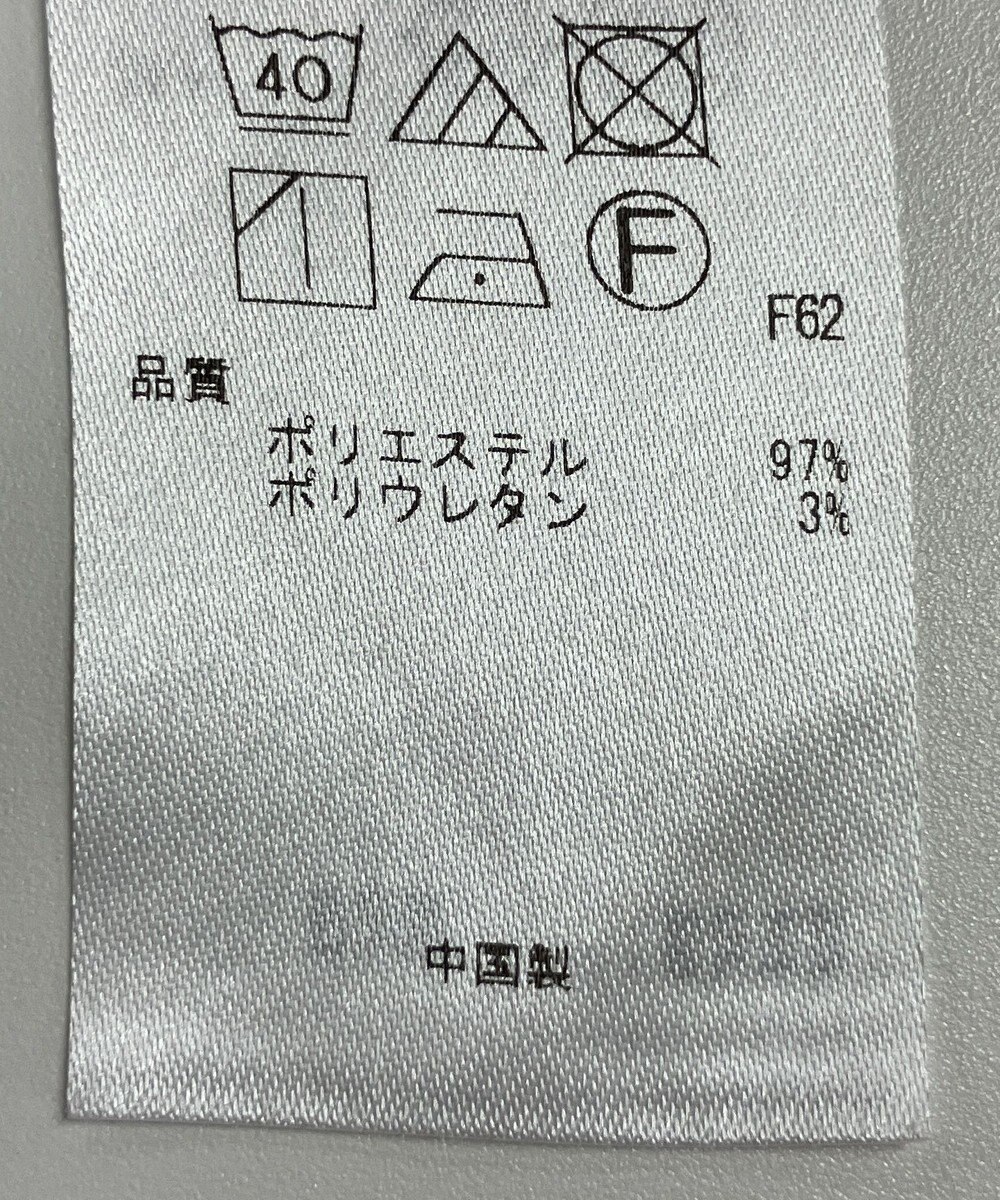 40
F
F62
品質
ポリエステル 97%
ポリウレタン 3%
中国製